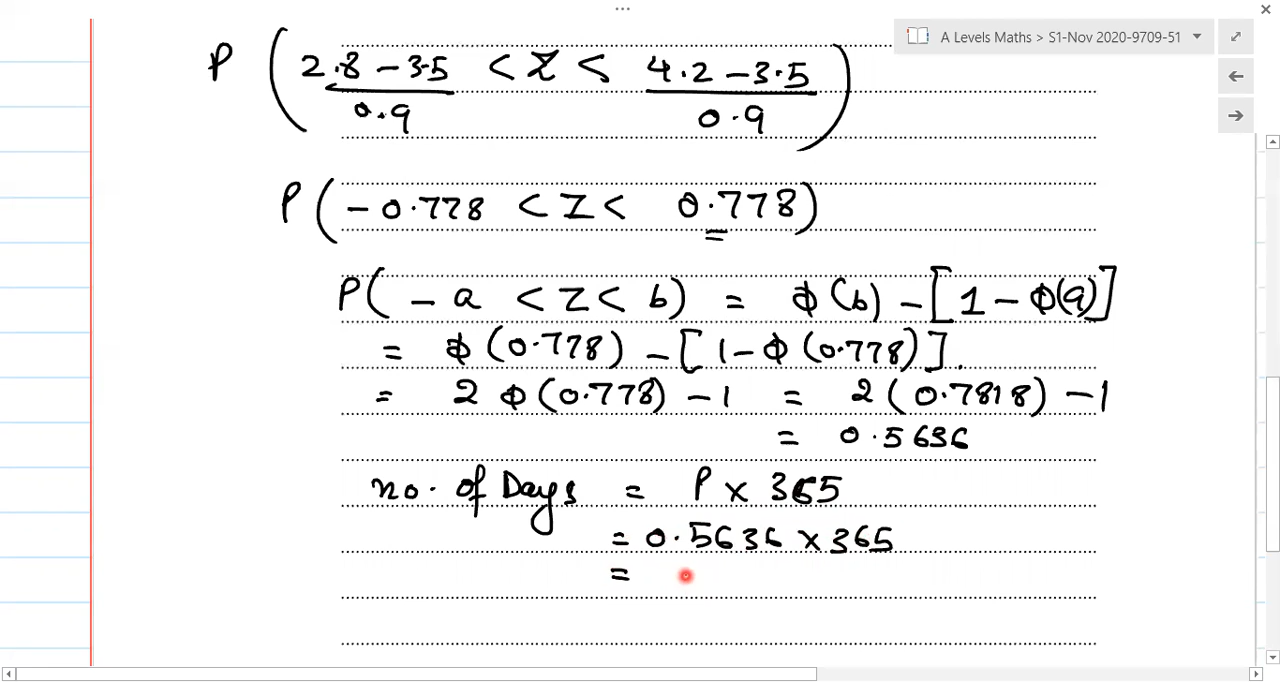 A Levels Maths > S1-Nov 2020-9709-51
P ( 2.8 – 3.5 / 0.9 < Z < 4.2 – 3.5 / 0.9 )
P ( – 0.778 < Z < 0.778 )
P ( – a < Z < b ) = Φ (b) – [ 1 – Φ(a) ]
= Φ (0.778) – [ 1 – Φ (0.778) ] .
= 2 Φ (0.778) – 1 = 2 ( 0.7818 ) – 1
= 0.5636
no. of Days = P × 365
= 0.5636 × 365
=